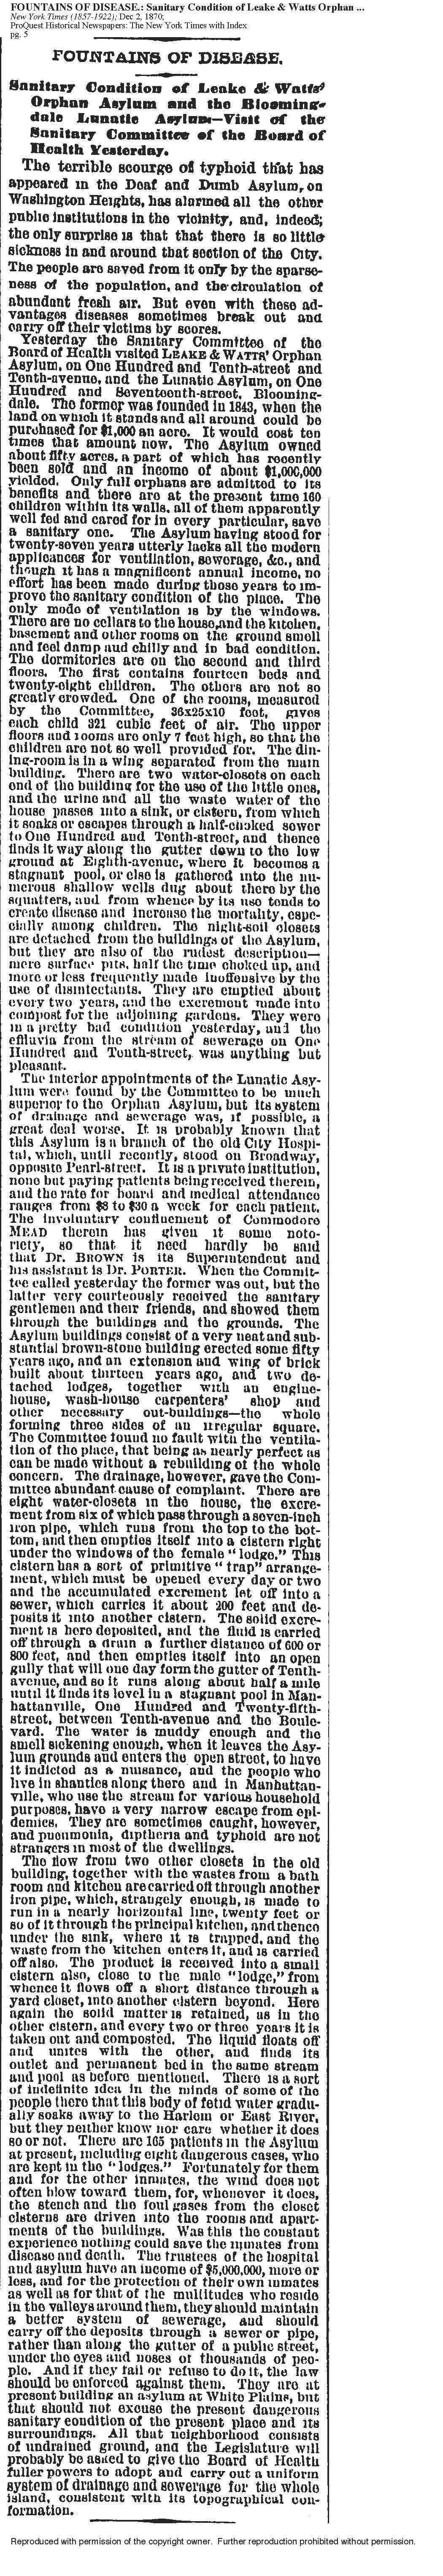 FOUNTAINS OF DISEASE.: Sanitary Condition of Leake & Watts Orphan ...
New York Times (1857-1922); Dec 2, 1870;
ProQuest Historical Newspapers: The New York Times with Index
pg. 5
FOUNTAINS OF DISEASE.
Sanitary Condition of Leake & Watts'
Orphan Asylum and the Blooming-
dale Lunatic Asylum—Visit of the
Sanitary Committee of the Board of
Health Yesterday.
The terrible scourge of typhoid that has
appeared in the Deaf and Dumb Asylum, on
Washington Heights, has alarmed all the other
public institutions in the vicinity, and, indeed;
the only surprise is that that there is so little
sickness in and around that section of the City.
The people are saved from it only by the sparse-
ness of the population, and the circulation of
abundant fresh air. But even with these ad-
vantages diseases sometimes break out and
carry off their victims by scores.
Yesterday the Sanitary Committee of the
Board of Health visited LEAKE & WATTS' Orphan
Asylum, on One Hundred and Tenth-street and
Tenth-avenue, and the Lunatic Asylum, on One
Hundred and Seventeenth-street, Blooming-
dale. The former was founded in 1843, when the
land on which it stands and all around could be
purchased for $1,000 an acre. It would cost ten
times that amount now. The Asylum owned
about fifty acres, a part of which has recently
been sold and an income of about $1,000,000
yielded. Only full orphans are admitted to its
benefits and there are at the present time 160
children within its walls, all of them apparently
well fed and cared for in every particular, save
a sanitary one. The Asylum having stood for
twenty-seven years utterly lacks all the modern
applicances for ventilation, sewerage, &c., and
though it has a magnificent annual income, no
effort has been made during those years to im-
prove the sanitary condition of the place. The
only mode of ventilation is by the windows.
There are no cellars to the house, and the kitchen,
basement and other rooms on the ground smell
and feel damp and chilly and in bad condition.
The dormitories are on the second and third
floors. The first contains fourteen beds and
twenty-eight children. The others are not so
greatly crowded. One of the rooms, measured
by the Committee, 36x25x10 feet, gives
each child 321 cubic feet of air. The upper
floors and rooms are only 7 feet high, so that the
children are not so well provided for. The din-
ing-room is in a wing separated from the main
building. There are two water-closets on each
end of the building for the use of the little ones,
and the urine and all the waste water of the
house passes into a sink, or cistern, from which
it soaks or escapes through a half-choked sewer
to One Hundred and Tenth-street, and thence
finds it way along the gutter down to the low
ground at Eighth-avenue, where it becomes a
stagnant pool, or else is gathered into the nu-
merous shallow wells dug about there by the
squatters, and from whence by its use tends to
create disease and increase the mortality, espe-
cially among children. The night-soil closets
are detached from the buildings of the Asylum,
but they are also of the rudest description—
mere surface pits, half the time choked up, and
more or less frequently made inoffensive by the
use of disinfectants. They are emptied about
every two years, and the excrement made into
compost for the adjoining gardens. They were
in a pretty bad condition yesterday, and the
effluvia from the stream of sewerage on One
Hundred and Tenth-street, was anything but
pleasant.
The interior appointments of the Lunatic Asy-
lum were found by the Committee to be much
superior to the Orphan Asylum, but its system
of drainage and sewerage was, if possible, a
great deal worse. It is probably known that
this Asylum is a branch of the old City Hospi-
tal, which, until recently, stood on Broadway,
opposite Pearl-street. It is a private institution,
none but paying patients being received therein,
and the rate for board and medical attendance
ranges from $8 to $30 a week for each patient.
The involuntary confinement of Commodore
MEAD therein has given it some noto-
riety, so that it need hardly be said
that Dr. BROWN is its Superintendent and
his assistant is Dr. PORTER. When the Commit-
tee called yesterday the former was out, but the
latter very courteously received the sanitary
gentlemen and their friends, and showed them
through the buildings and the grounds. The
Asylum buildings consist of a very neat and sub-
stantial brown-stone building erected some fifty
years ago, and an extension and wing of brick
built about thirteen years ago, and two de-
tached lodges, together with an engine-
house, wash-house carpenters' shop and
other necessary out-buildings—the whole
forming three sides of an irregular square.
The Committee found no fault with the ventila-
tion of the place, that being as nearly perfect as
can be made without a rebuilding of the whole
concern. The drainage, however, gave the Com-
mittee abundant cause of complaint. There are
eight water-closets in the house, the excre-
ment from six of which pass through a seven-inch
iron pipe, which runs from the top to the bot-
tom, and then empties itself into a cistern right
under the windows of the female "lodge." This
cistern has a sort of primitive "trap" arrange-
ment, which must be opened every day or two
and the accumulated excrement let off into a
sewer, which carries it about 200 feet and de-
posits it into another cistern. The solid excre-
ment is here deposited, and the fluid is carried
off through a drain a further distance of 600 or
800 feet, and then empties itself into an open
gully that will one day form the gutter of Tenth-
avenue, and so it runs along about half a mile
until it finds its level in a stagnant pool in Man-
hattanville, One Hundred and Twenty-fifth-
street, between Tenth-avenue and the Boule-
vard. The water is muddy enough and the
smell sickening enough, when it leaves the Asy-
lum grounds and enters the open street, to have
it indicted as a nuisance, and the people who
live in shanties along there and in Manhattan-
ville, who use the stream for various household
purposes, have a very narrow escape from epi-
demics. They are sometimes caught, however,
and pneumonia, diptheria and typhoid are not
strangers in most of the dwellings.
The flow from two other closets in the old
building, together with the wastes from a bath
room and kitchen are carried off through another
iron pipe, which, strangely enough, is made to
run in a nearly horizontal line, twenty feet or
so of it through the principal kitchen, and thence
under the sink, where it is trapped, and the
waste from the kitchen enters it, and is carried
off also. The product is received into a small
cistern also, close to the male "lodge," from
whence it flows off a short distance through a
yard closet, into another cistern beyond. Here
again the solid matter is retained, as in the
other cistern, and every two or three years it is
taken out and composted. The liquid floats off
and unites with the other, and finds its
outlet and permanent bed in the same stream
and pool as before mentioned. There is a sort
of indefinite idea in the minds of some of the
people there that this body of fetid water gradu-
ally soaks away to the Harlem or East River,
but they neither know nor care whether it does
so or not. There are 165 patients in the Asylum
at present, including eight dangerous cases, who
are kept in the "lodges." Fortunately for them
and for the other inmates, the wind does not
often blow toward them, for, whenever it does,
the stench and the foul gases from the closet
cisterns are driven into the rooms and apart-
ments of the buildings. Was this the constant
experience nothing could save the inmates from
disease and death. The trustees of the hospital
and asylum have an income of $5,000,000, more or
less, and for the protection of their own inmates
as well as for that of the multitudes who reside
in the valleys around them, they should maintain
a better system of sewerage, and should
carry off the deposits through a sewer or pipe,
rather than along the gutter of a public street,
under the eyes and noses of thousands of peo-
ple. And if they fail or refuse to do it, the law
should be enforced against them. They are at
present building an asylum at White Plains, but
that should not excuse the present dangerous
sanitary condition of the present place and its
surroundings. All that neighborhood consists
of undrained ground, and the Legislature will
probably be asked to give the Board of Health
fuller powers to adopt and carry out a uniform
system of drainage and sewerage for the whole
island, consistent with its topographical con-
formation.
Reproduced with permission of the copyright owner. Further reproduction prohibited without permission.